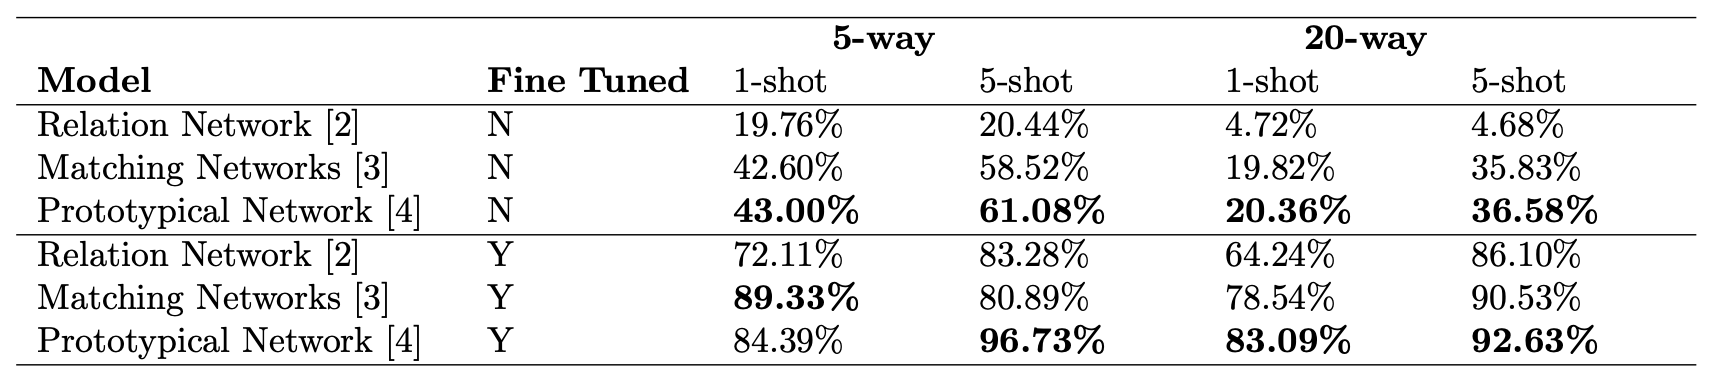 5-way 20-way
Model Fine Tuned 1-shot 5-shot 1-shot 5-shot
Relation Network [2] N 19.76% 20.44% 4.72% 4.68%
Matching Networks [3] N 42.60% 58.52% 19.82% 35.83%
Prototypical Network [4] N 43.00% 61.08% 20.36% 36.58%
Relation Network [2] Y 72.11% 83.28% 64.24% 86.10%
Matching Networks [3] Y 89.33% 80.89% 78.54% 90.53%
Prototypical Network [4] Y 84.39% 96.73% 83.09% 92.63%